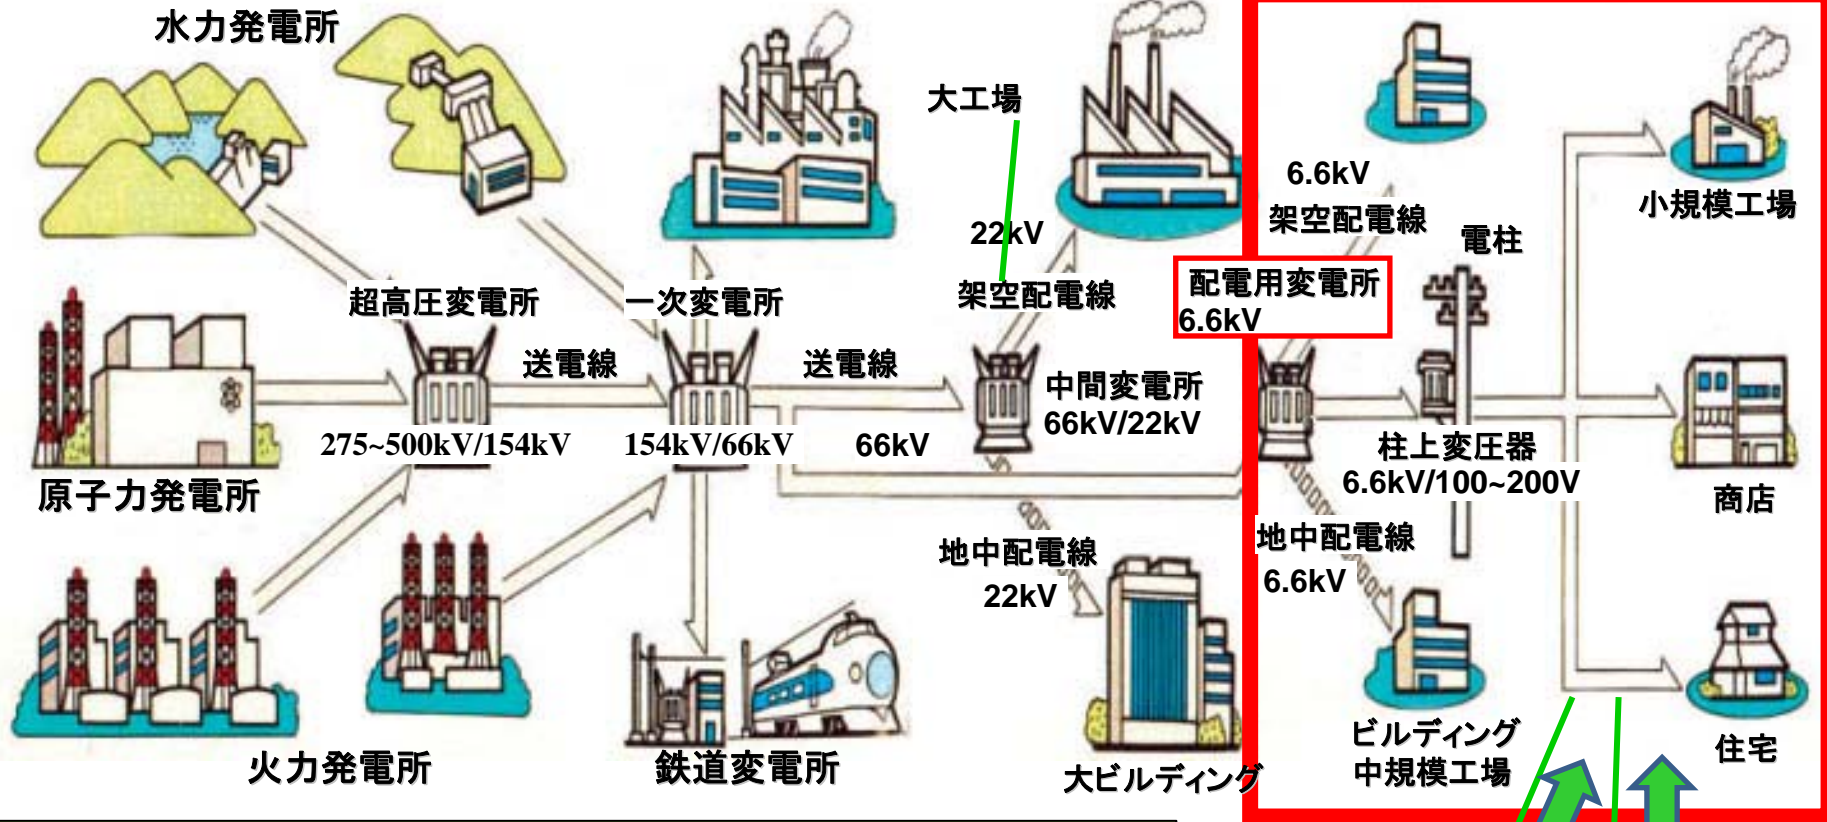 水力発電所
大工場
6.6kV
架空配電線
小規模工場
22kV
架空配電線
電柱
配電用変電所
6.6kV
超高圧変電所
一次変電所
送電線
送電線
中間変電所
66kV/22kV
275~500kV/154kV
154kV/66kV
66kV
柱上変圧器
6.6kV/100~200V
原子力発電所
商店
地中配電線
22kV
地中配電線
6.6kV
火力発電所
鉄道変電所
大ビルディング
ビルディング
中規模工場
住宅